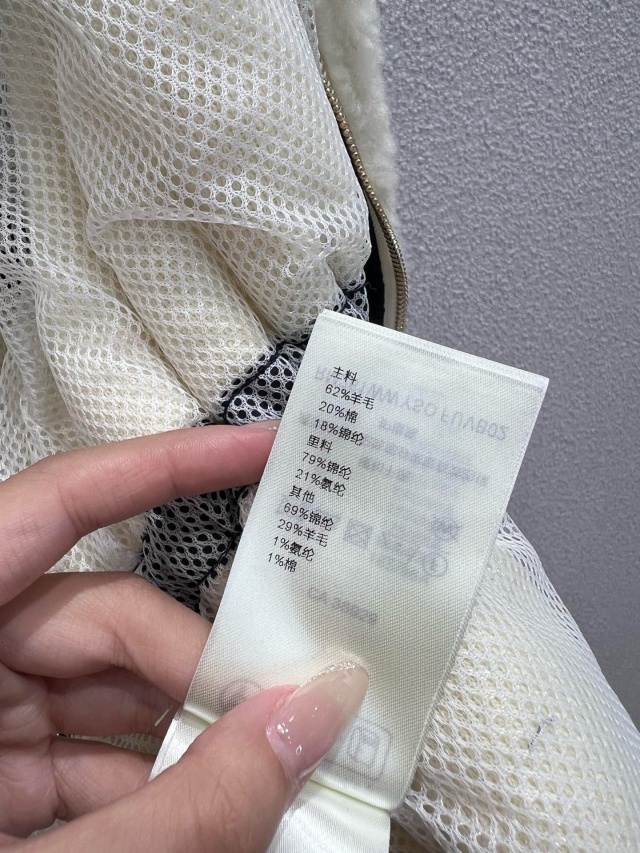 主料
62%羊毛
20%棉
18%锦纶
里料
79%锦纶
21%氨纶
其他
69%锦纶
29%羊毛
1%氨纶
1%棉